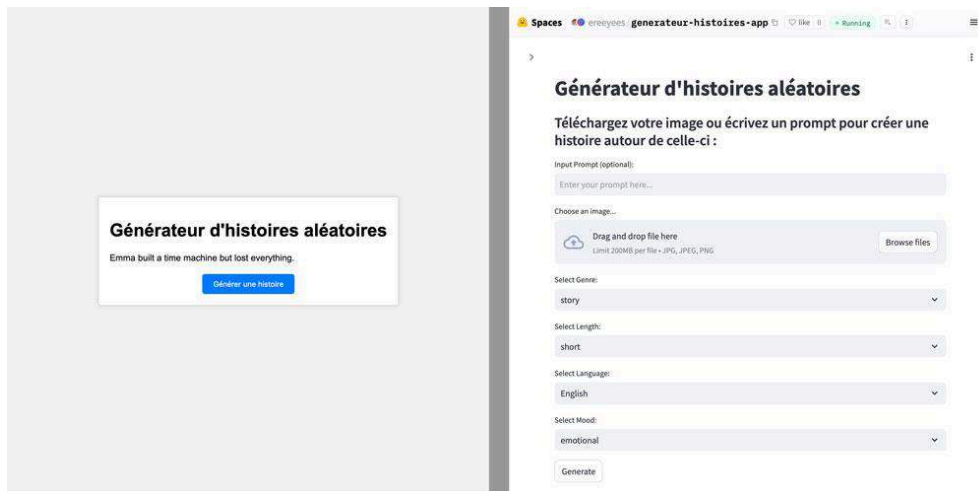 Générateur d'histoires aléatoires
Emma built a time machine but lost everything.
Générer une histoire
Spaces ereeyees generateur-histoires-app like 0 Running
Générateur d'histoires aléatoires
Téléchargez votre image ou écrivez un prompt pour créer une
histoire autour de celle-ci :
Input Prompt (optional):
Enter your prompt here...
Choose an image...
Drag and drop file here
Limit 200MB per file • JPG, JPEG, PNG
Browse files
Select Genre:
story
Select Length:
short
Select Language:
English
Select Mood:
emotional
Generate